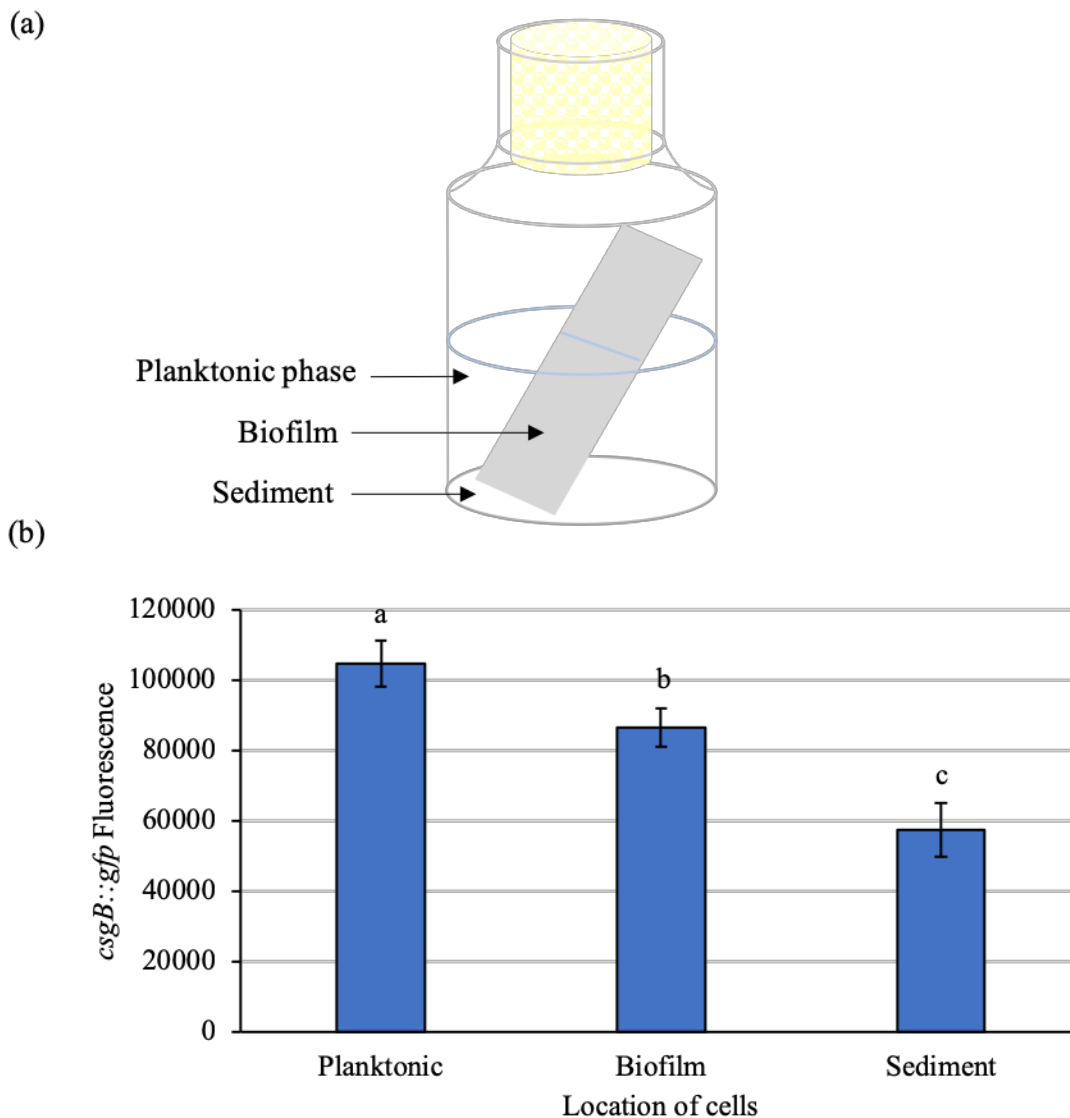 (a)
Planktonic phase
Biofilm
Sediment
(b)
csgB::gfp Fluorescence
120000
100000
80000
60000
40000
20000
0
a
b
c
Planktonic
Biofilm
Sediment
Location of cells